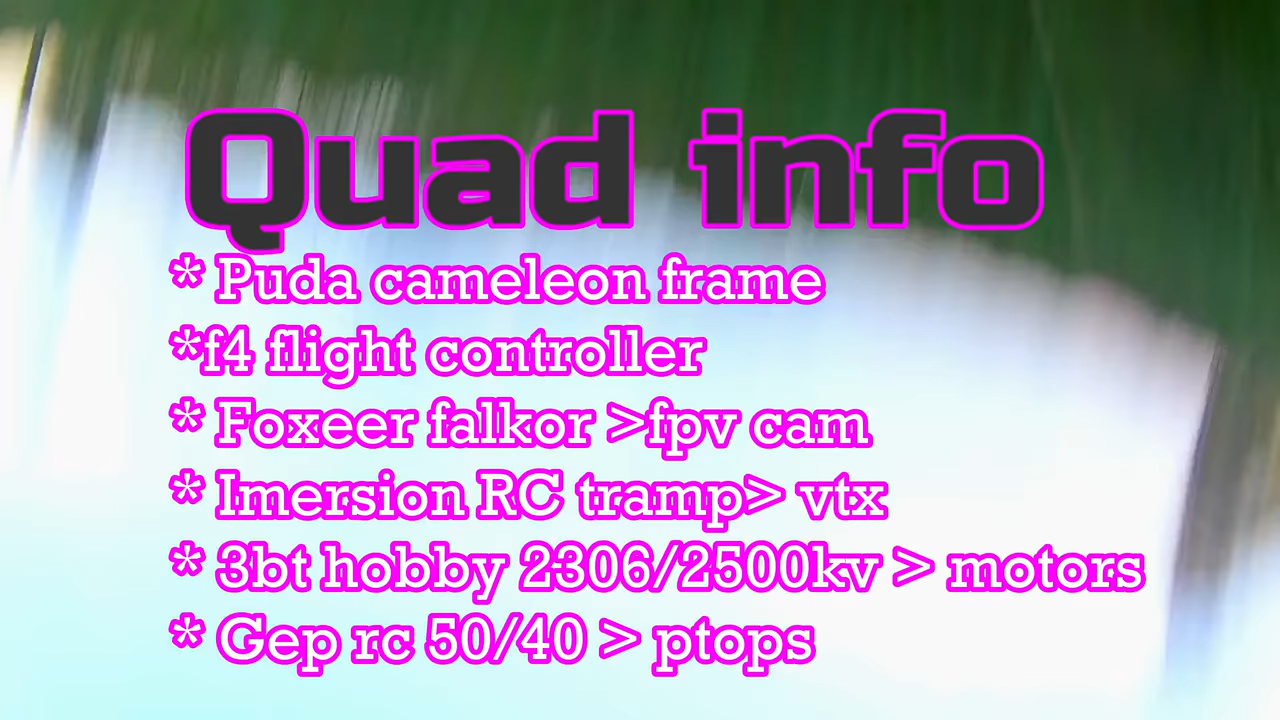 Quad info
* Puda cameleon frame
*f4 flight controller
* Foxeer falkor >fpv cam
* Imersion RC tramp> vtx
* 3bt hobby 2306/2500kv > motors
* Gep rc 50/40 > ptops